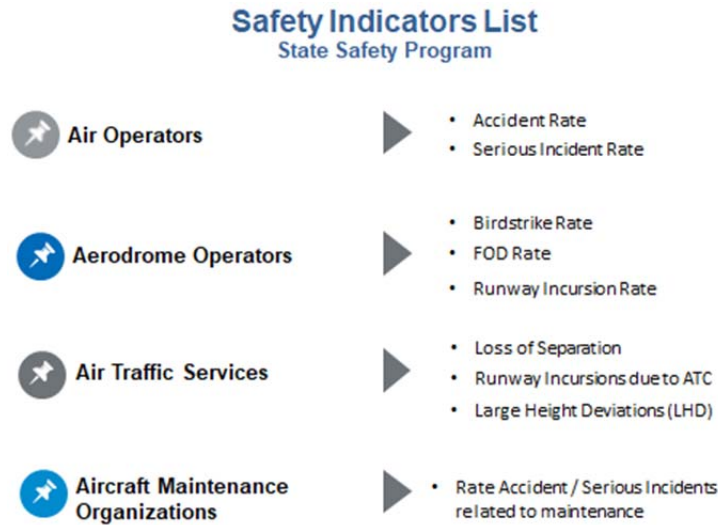 Safety Indicators List
State Safety Program
Air Operators
• Accident Rate
• Serious Incident Rate
Aerodrome Operators
• Birdstrike Rate
• FOD Rate
• Runway Incursion Rate
Air Traffic Services
• Loss of Separation
• Runway Incursions due to ATC
• Large Height Deviations (LHD)
Aircraft Maintenance
Organizations
• Rate Accident / Serious Incidents
related to maintenance